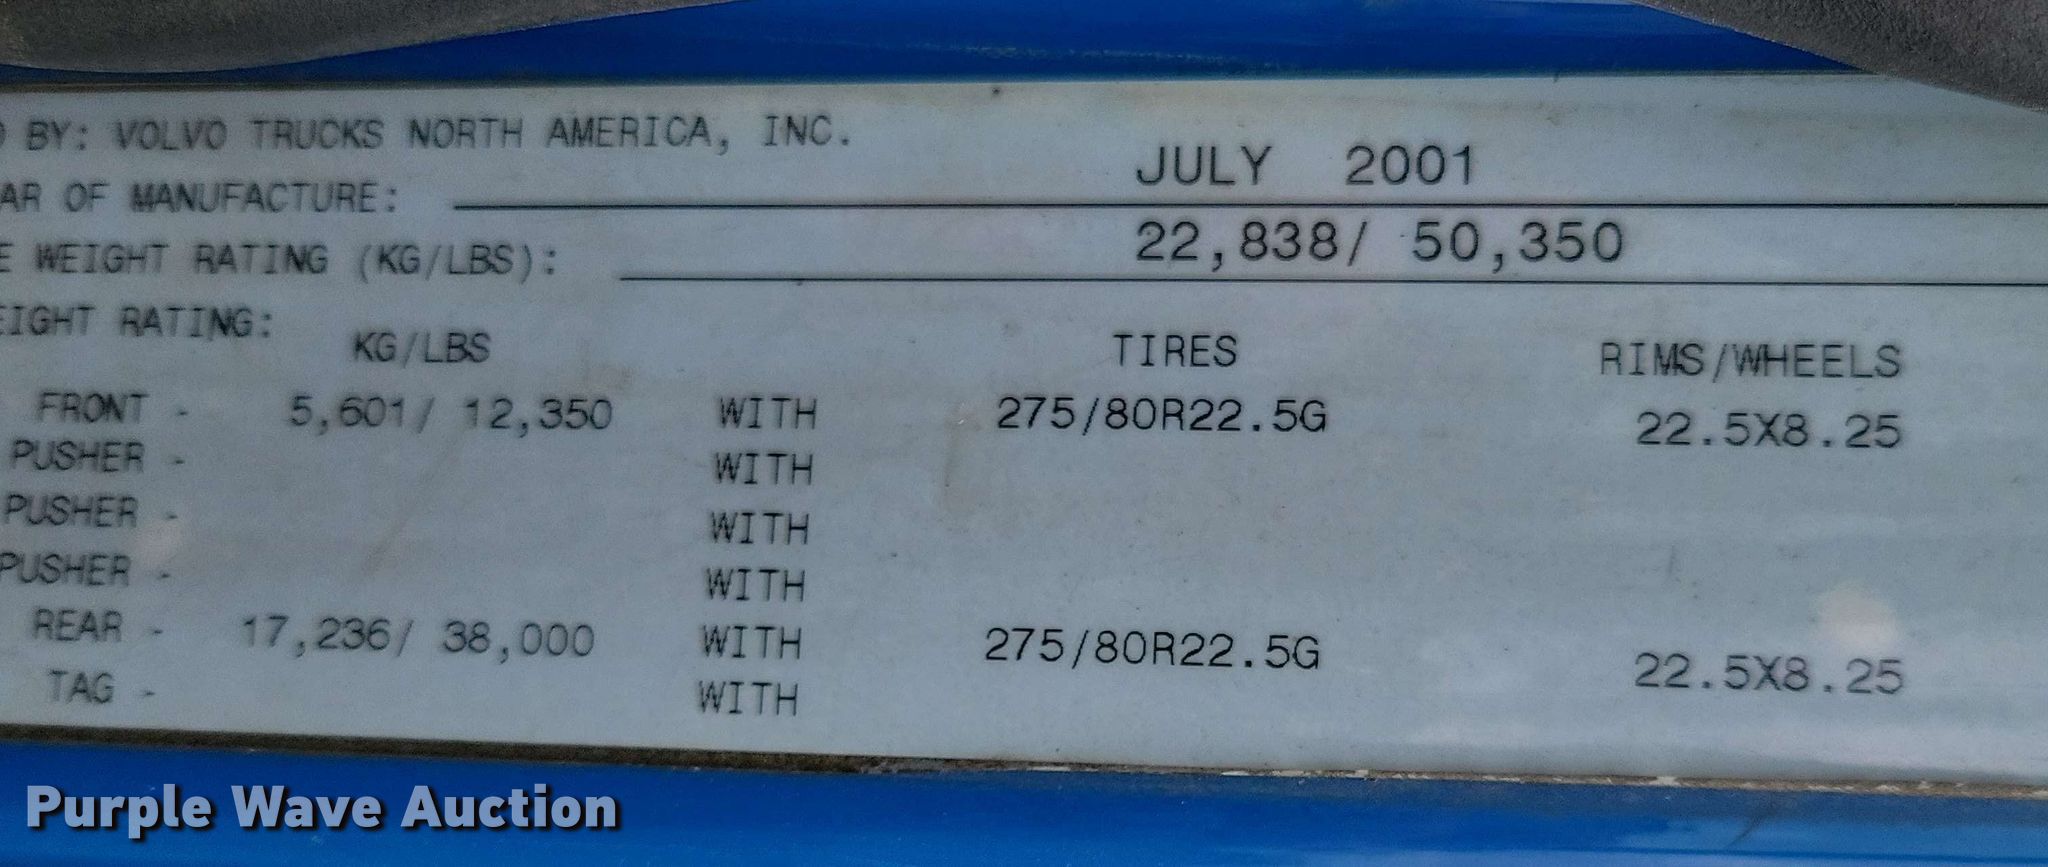 BY: VOLVO TRUCKS NORTH AMERICA, INC.
AR OF MANUFACTURE: JULY 2001
E WEIGHT RATING (KG/LBS): 22,838/ 50,350
EIGHT RATING:
KG/LBS TIRES RIMS/WHEELS
FRONT - 5,601/ 12,350 WITH 275/80R22.5G 22.5X8.25
PUSHER - WITH
PUSHER - WITH
PUSHER - WITH
REAR - 17,236/ 38,000 WITH 275/80R22.5G 22.5X8.25
TAG - WITH
Purple Wave Auction